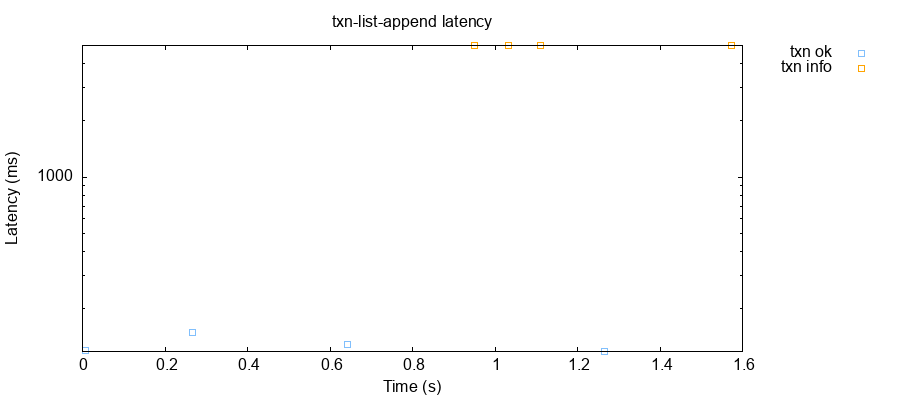 txn-list-append latency
txn ok
txn info
Latency (ms)
1000
0 0.2 0.4 0.6 0.8 1 1.2 1.4 1.6
Time (s)